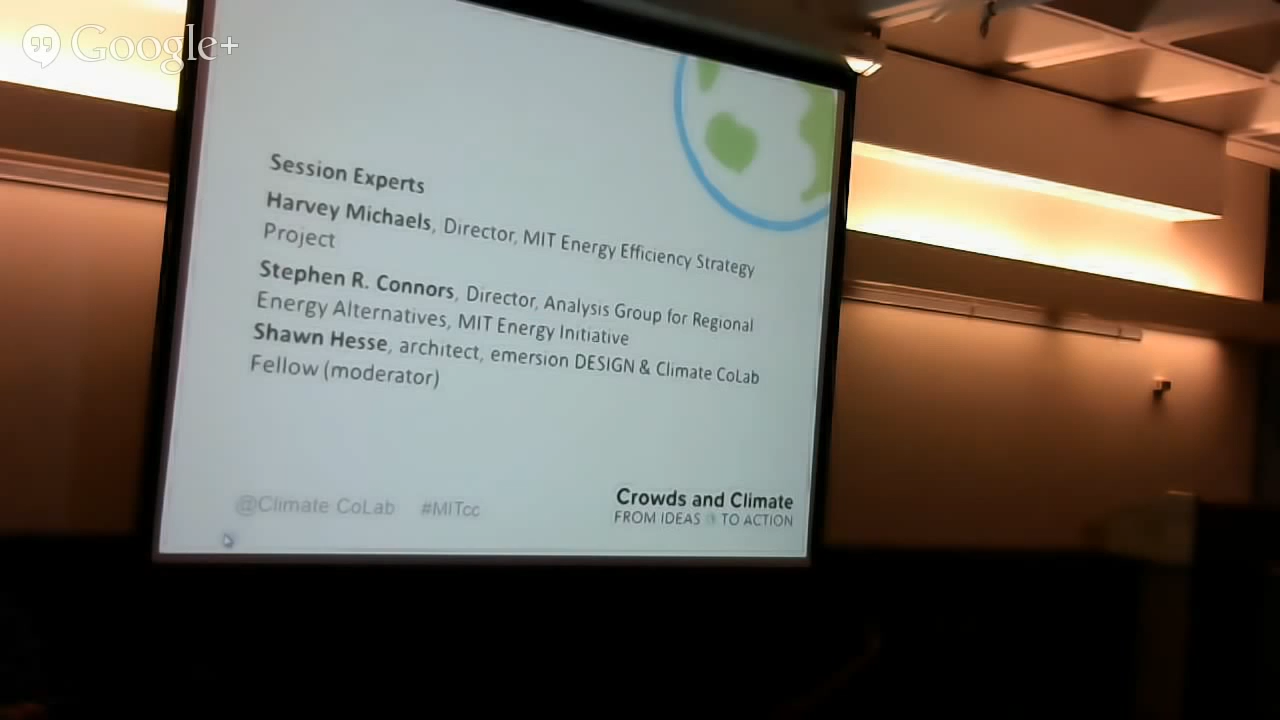 Google+
Session Experts
Harvey Michaels, Director, MIT Energy Efficiency Strategy
Project
Stephen R. Connors, Director, Analysis Group for Regional
Energy Alternatives, MIT Energy Initiative
Shawn Hesse, architect, emersion DESIGN & Climate CoLab
Fellow (moderator)
@Climate CoLab #MITcc
Crowds and Climate
FROM IDEAS TO ACTION